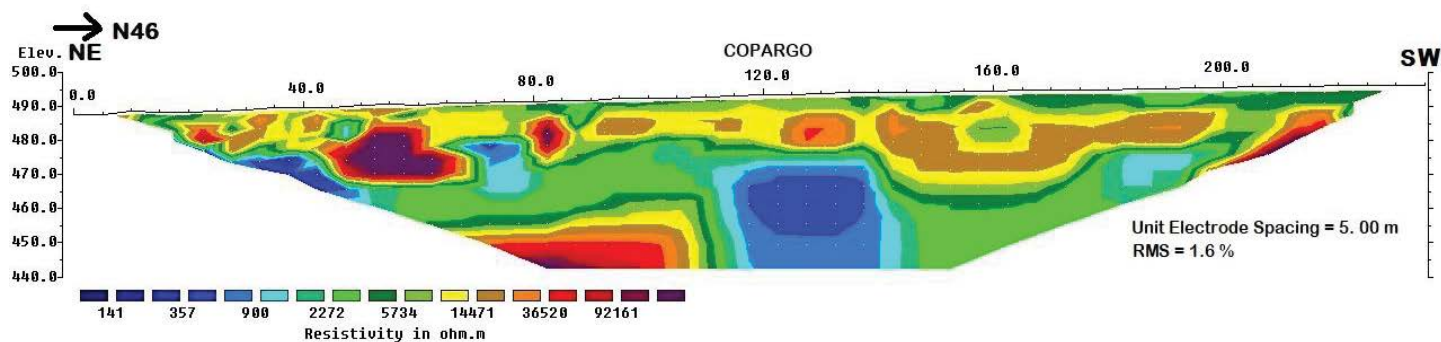 N46
Elev. NE COPARGO SW
500.0 0.0 40.0 80.0 120.0 160.0 200.0
490.0
480.0
470.0
460.0
450.0
440.0
Unit Electrode Spacing = 5. 00 m
RMS = 1.6 %
141 357 900 2272 5734 14471 36520 92161
Resistivity in ohm.m